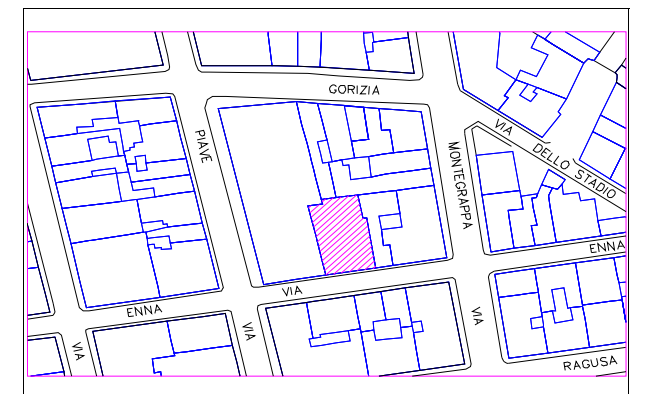 GORIZIA
PIAVE
VIA
DELLO STADIO
MONTEGRAPPA
ENNA
VIA
ENNA
VIA
VIA
VIA
RAGUSA